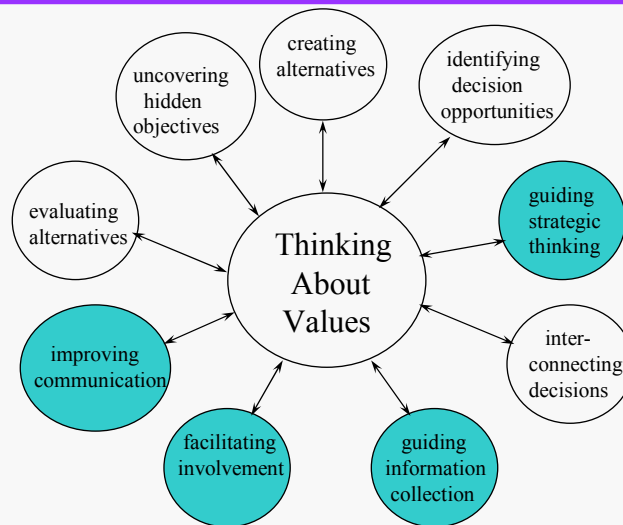 creating
alternatives
identifying
decision
opportunities
uncovering
hidden
objectives
guiding
strategic
thinking
evaluating
alternatives
Thinking
About
Values
inter-
connecting
decisions
improving
communication
facilitating
involvement
guiding
information
collection